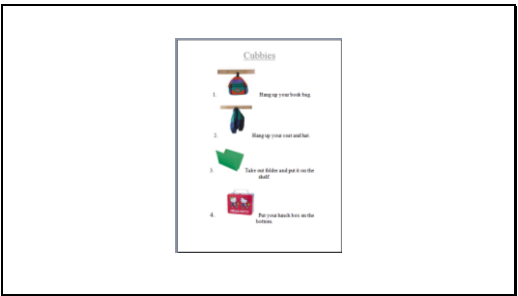 Cubbies
1. Hang up your book bag.
2. Hang up your coat and hat.
3. Take out folder and put it on the
shelf
4. Put your lunch box in the
bottom.